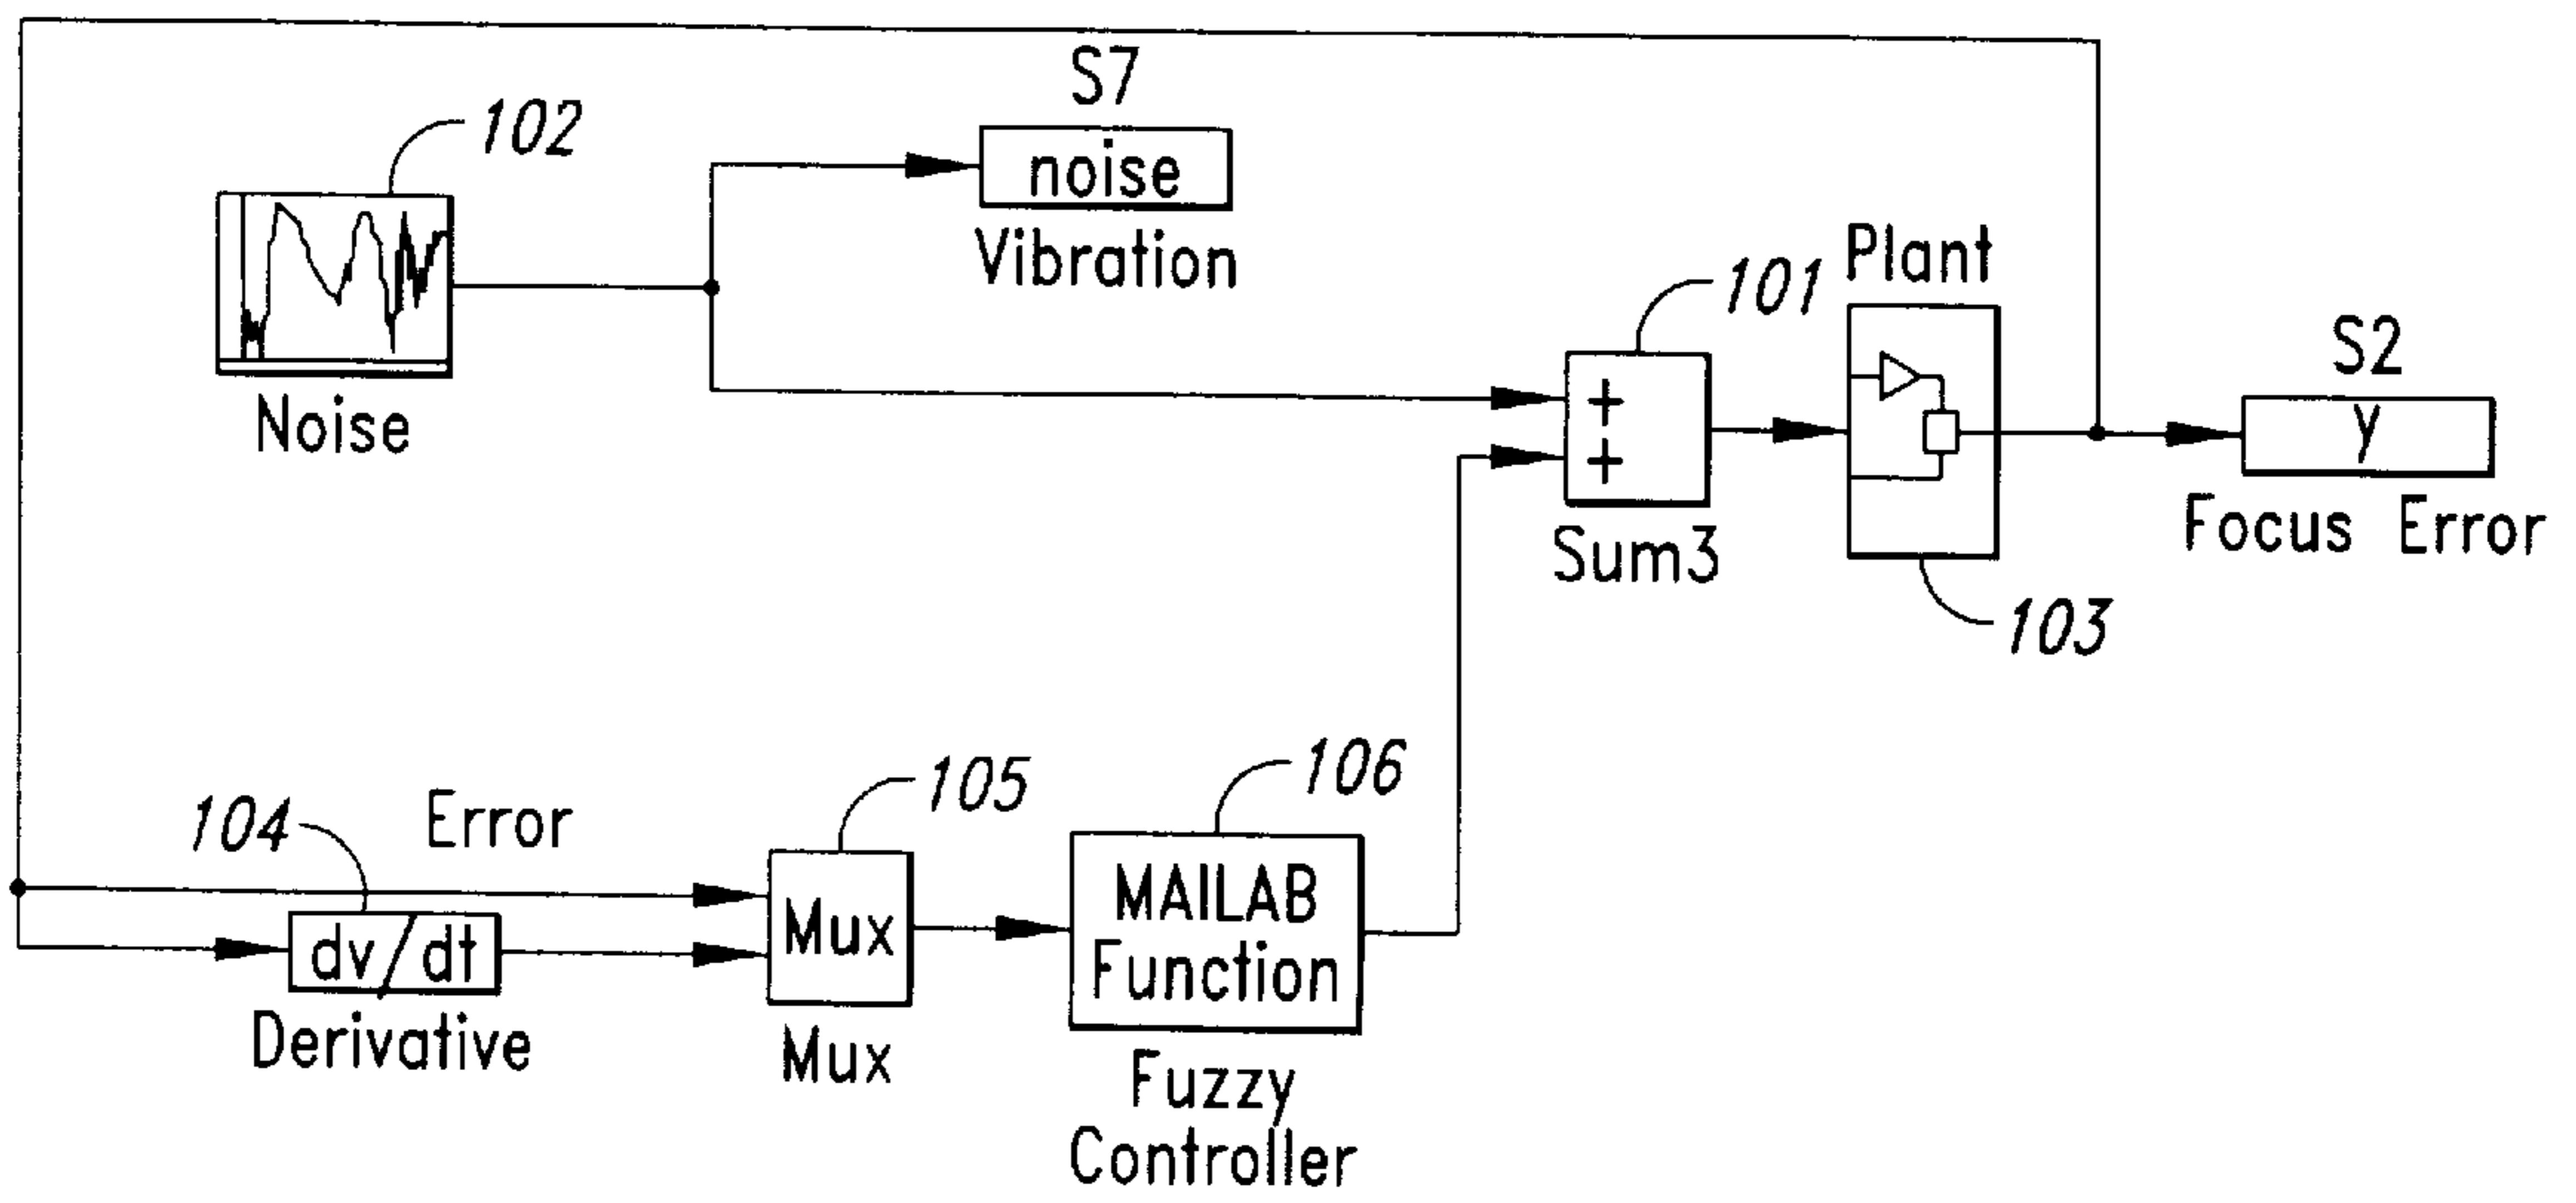 S7
102
noise
Vibration
Noise
101
Plant
+
+
Sum3
103
S2
y
Focus Error
104
Error
dv/dt
Derivative
105
Mux
Mux
106
MAILAB
Function
Fuzzy
Controller